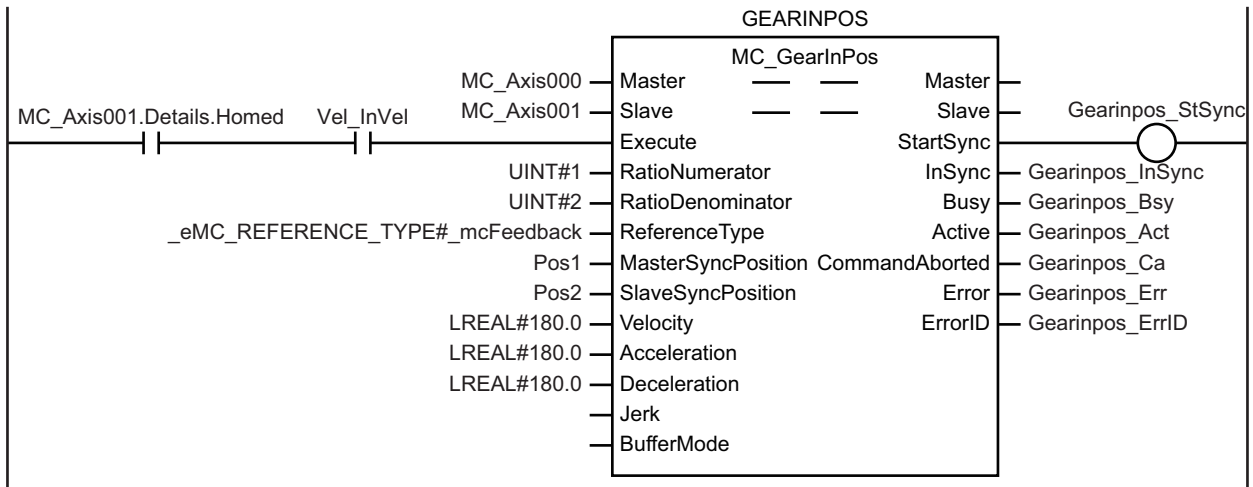 GEARINPOS
MC_GearInPos
MC_Axis000 Master Master
MC_Axis001 Slave Slave
MC_Axis001.Details.Homed Vel_InVel Gearinpos_StSync
Execute StartSync
UINT#1 RatioNumerator InSync Gearinpos_InSync
UINT#2 RatioDenominator Busy Gearinpos_Bsy
_eMC_REFERENCE_TYPE#_mcFeedback ReferenceType Active Gearinpos_Act
Pos1 MasterSyncPosition CommandAborted Gearinpos_Ca
Pos2 SlaveSyncPosition Error Gearinpos_Err
LREAL#180.0 Velocity ErrorID Gearinpos_ErrID
LREAL#180.0 Acceleration
LREAL#180.0 Deceleration
Jerk
BufferMode